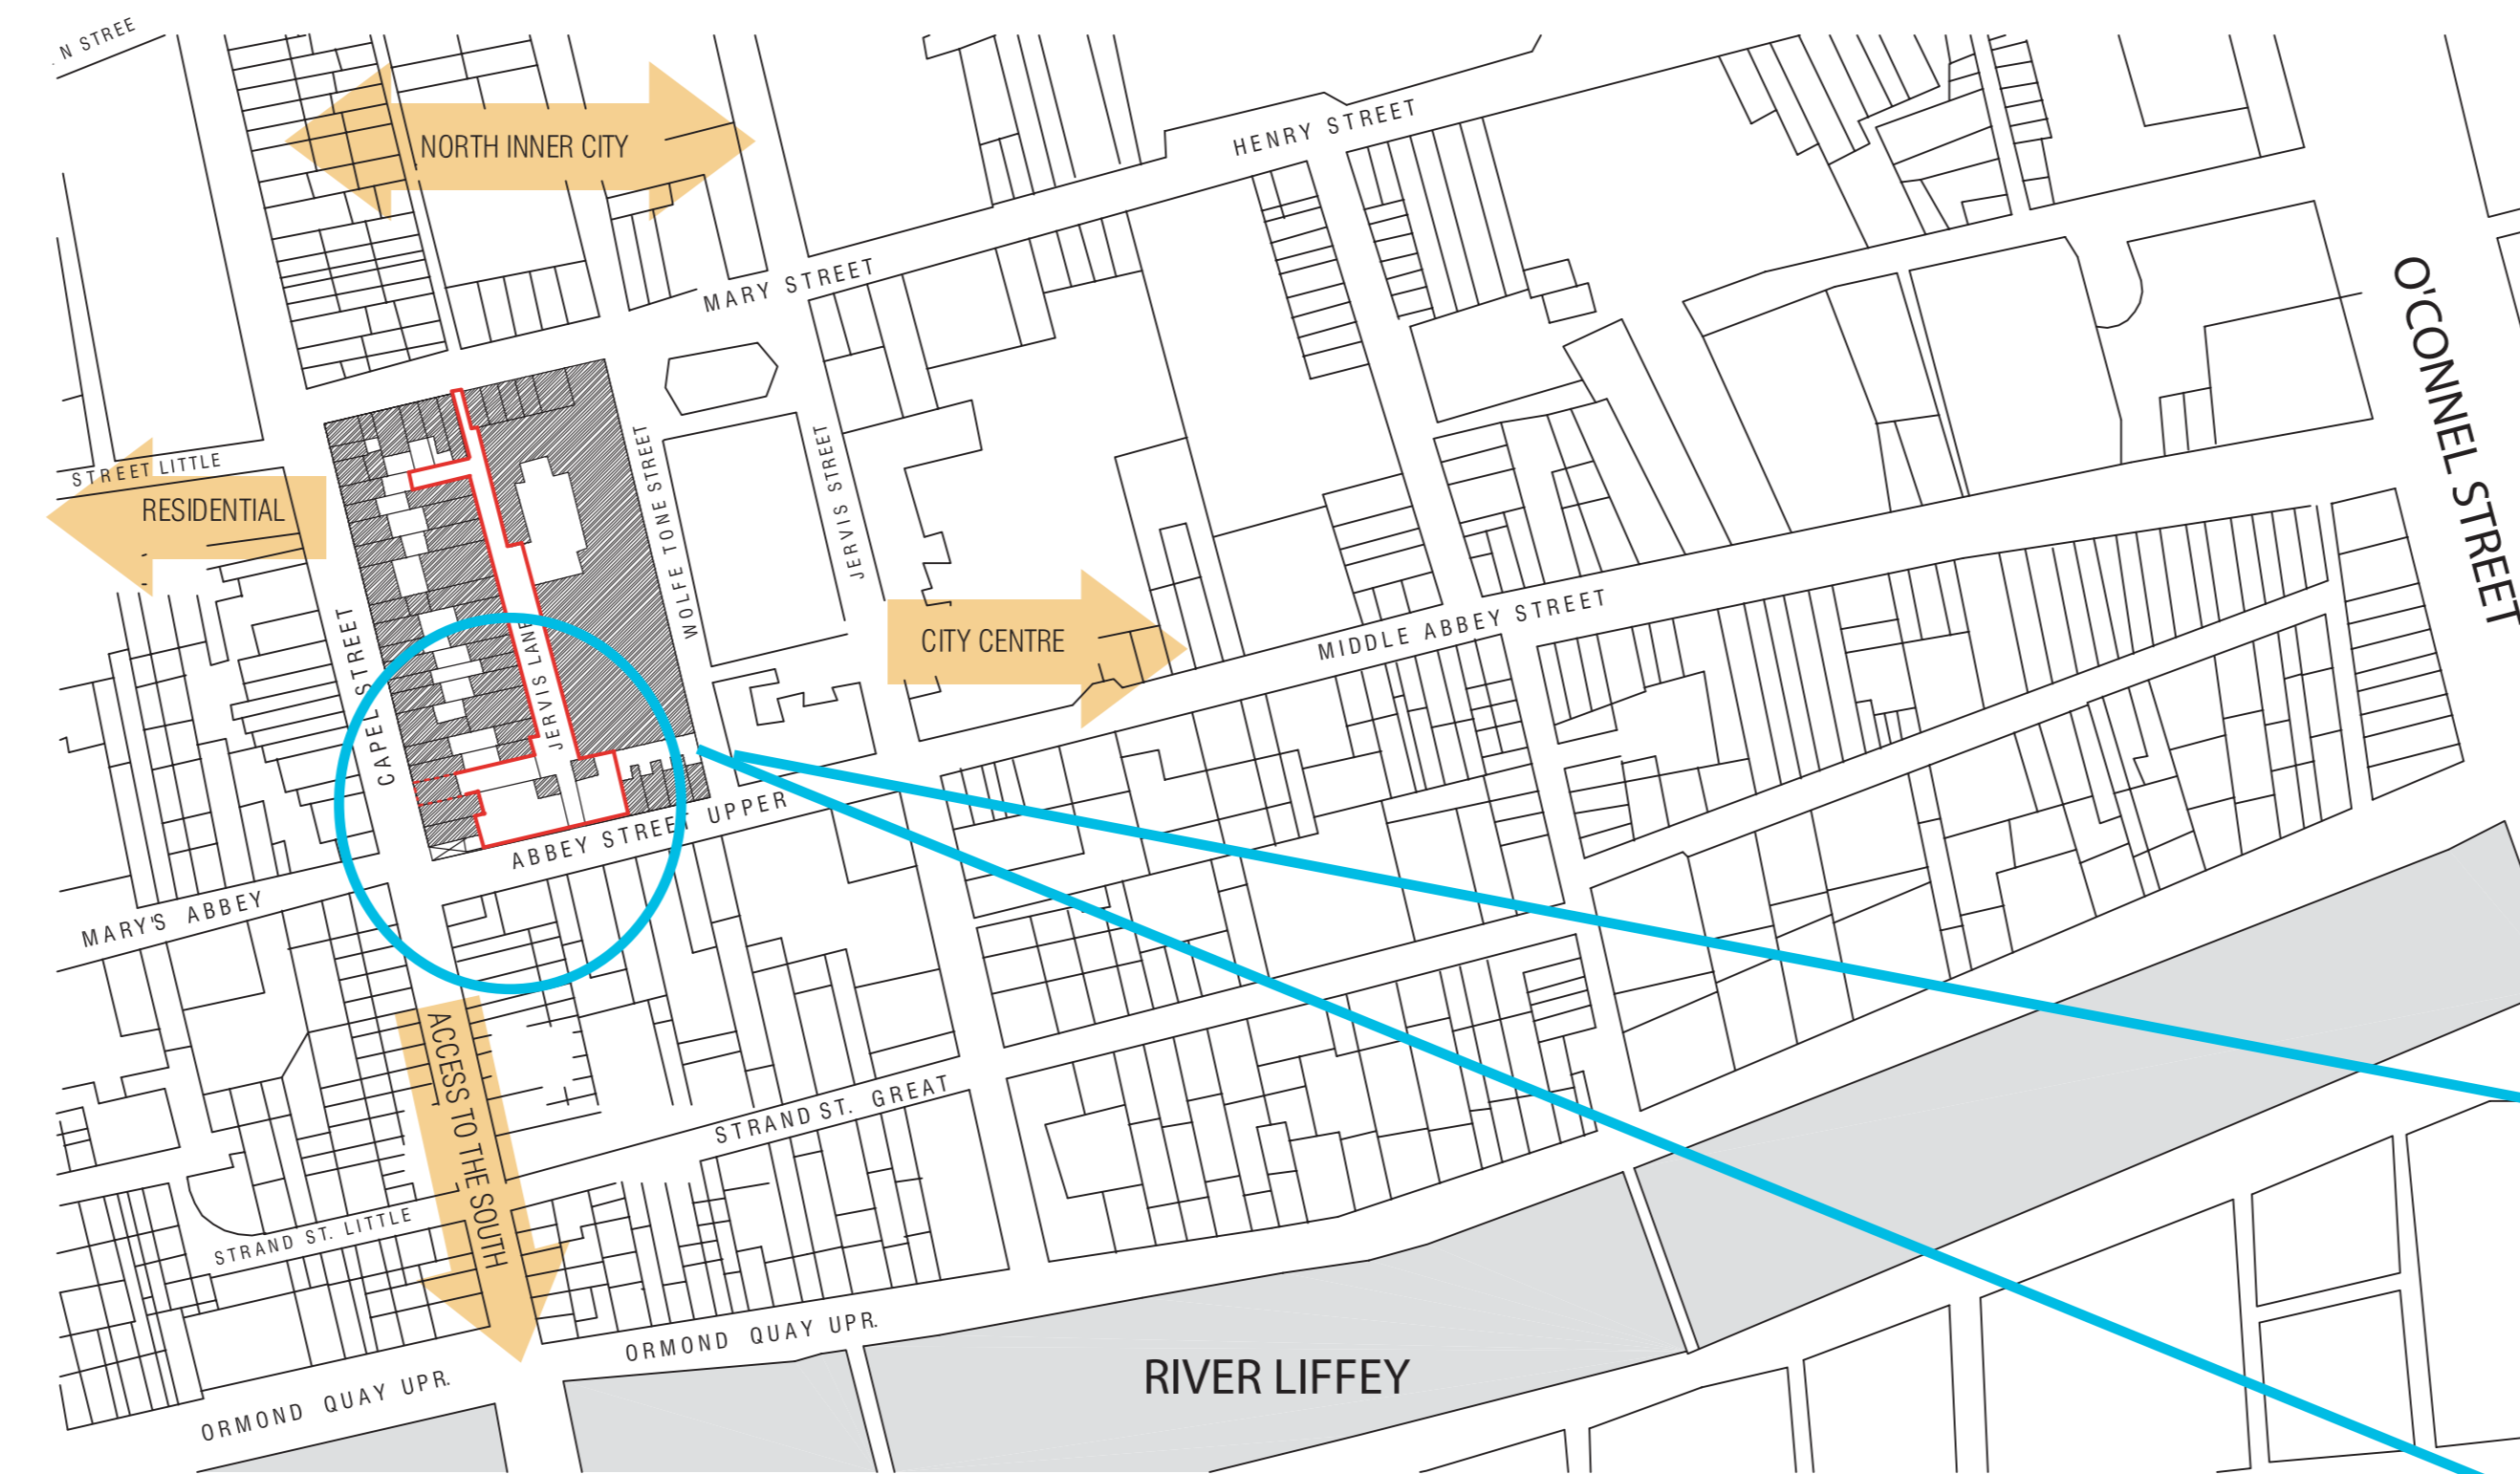 N STREE
NORTH INNER CITY
HENRY STREET
MARY STREET
O'CONNEL STREET
STREET LITTLE
RESIDENTIAL
WOLFE TONE STREET
JERVIS STREET
CAPEL STREET
JERVIS LANE
CITY CENTRE
MIDDLE ABBEY STREET
ABBEY STREET UPPER
MARY'S ABBEY
ACCESS TO THE SOUTH
STRAND ST. GREAT
STRAND ST. LITTLE
ORMOND QUAY UPR.
ORMOND QUAY UPR.
RIVER LIFFEY